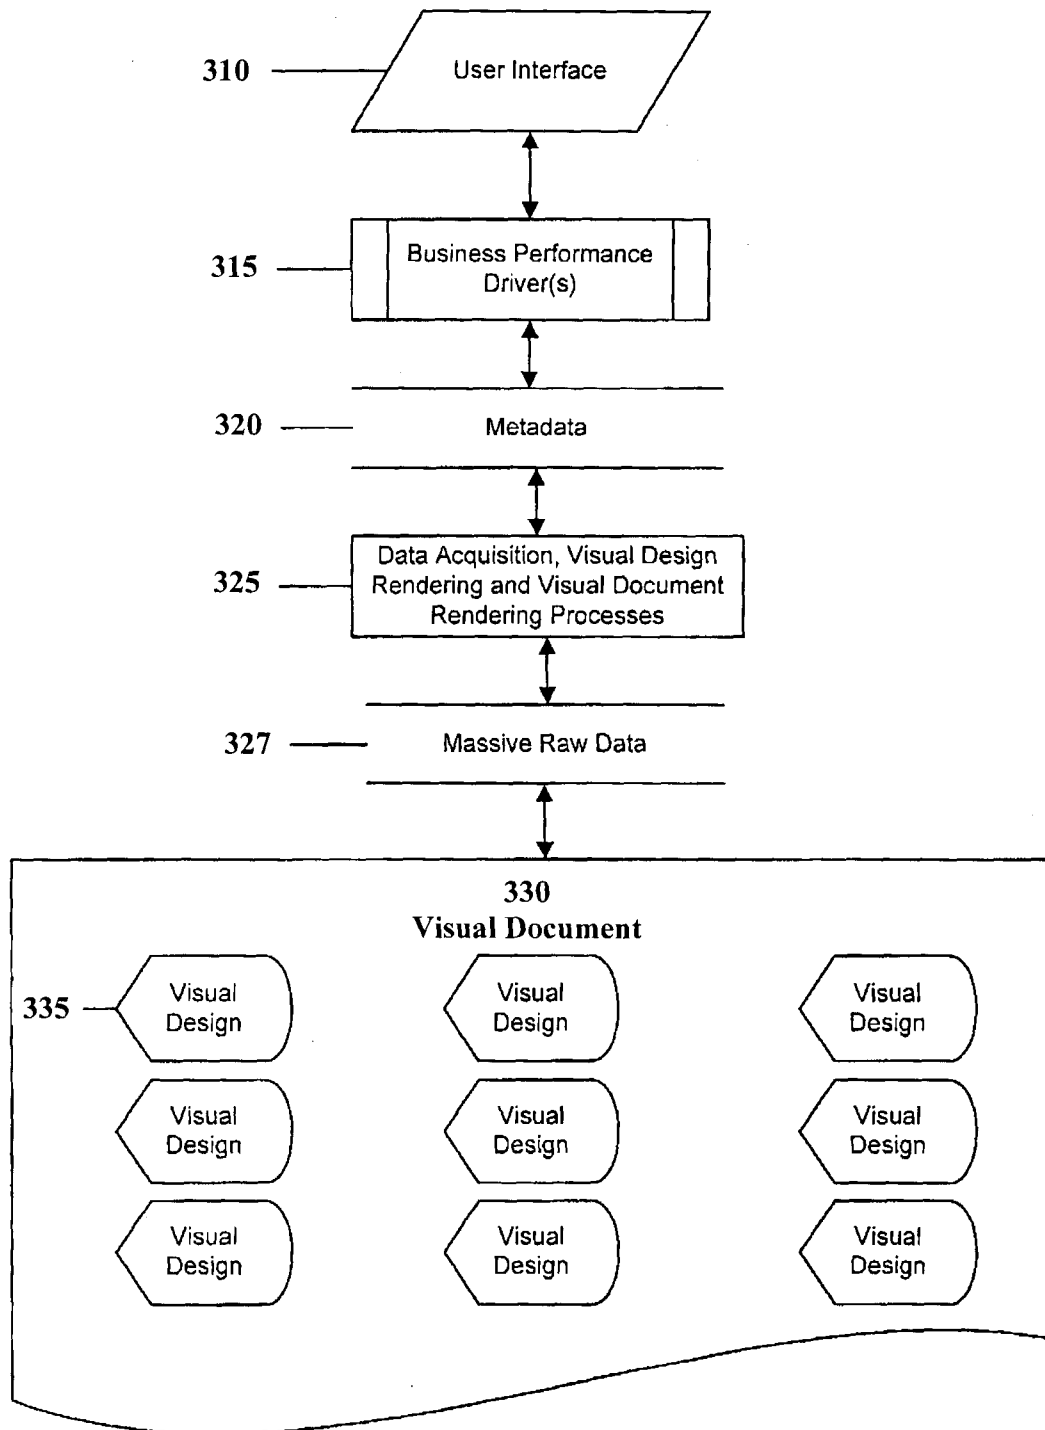 310
User Interface
315
Business Performance
Driver(s)
320
Metadata
325
Data Acquisition, Visual Design
Rendering and Visual Document
Rendering Processes
327
Massive Raw Data
330
Visual Document
335
Visual
Design
Visual
Design
Visual
Design
Visual
Design
Visual
Design
Visual
Design
Visual
Design
Visual
Design
Visual
Design